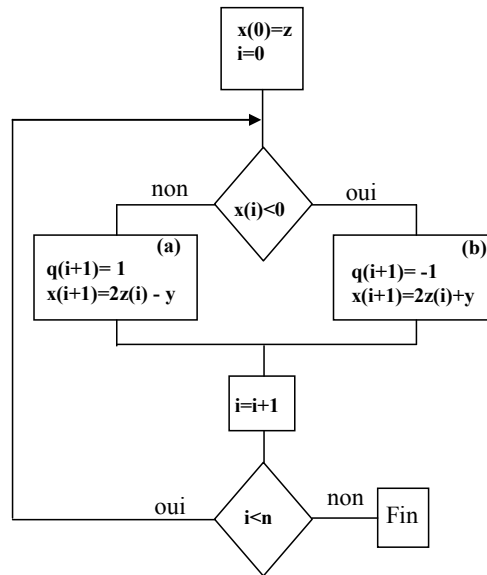 x(0)=z
i=0
non
oui
x(i)<0
(a)
q(i+1)= 1
x(i+1)=2z(i) - y
(b)
q(i+1)= -1
x(i+1)=2z(i)+y
i=i+1
oui
non
i<n
Fin